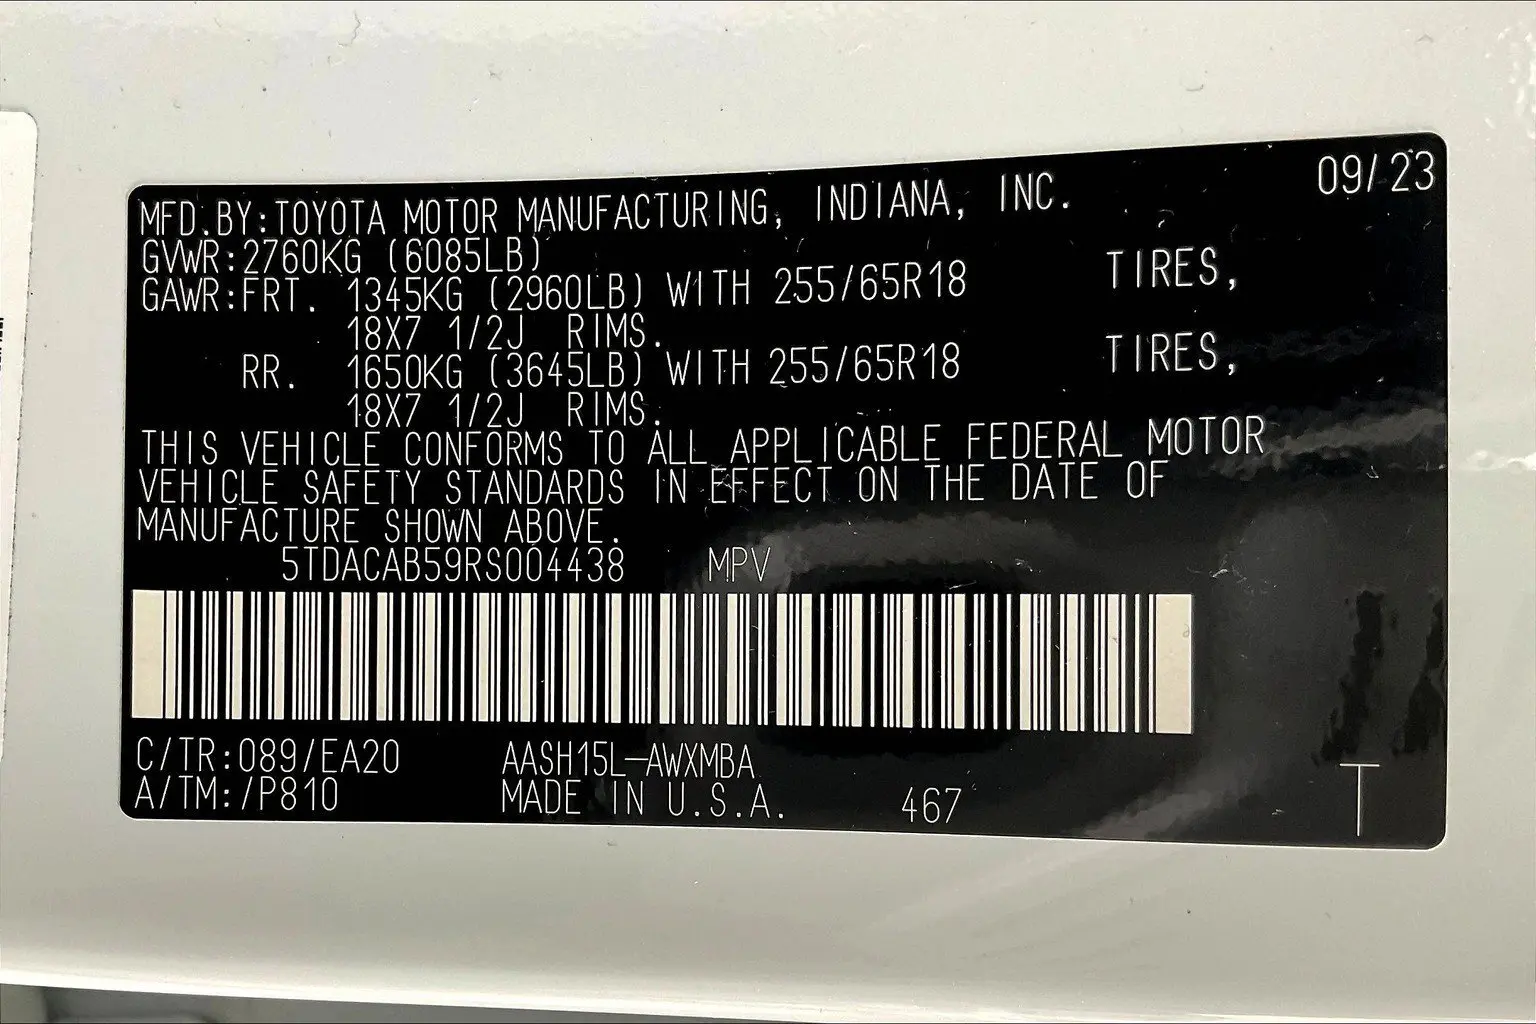 09/23
MFD.BY:TOYOTA MOTOR MANUFACTURING, INDIANA, INC.
GVWR:2760KG (6085LB)
GAWR:FRT. 1345KG (2960LB) WITH 255/65R18 TIRES,
18X7 1/2J RIMS.
RR. 1650KG (3645LB) WITH 255/65R18 TIRES,
18X7 1/2J RIMS.
THIS VEHICLE CONFORMS TO ALL APPLICABLE FEDERAL MOTOR
VEHICLE SAFETY STANDARDS IN EFFECT ON THE DATE OF
MANUFACTURE SHOWN ABOVE.
5TDACAB59RS004438 MPV
C/TR:089/EA20 AASH15L-AWXMBA
A/TM:/P810 MADE IN U.S.A. 467 T